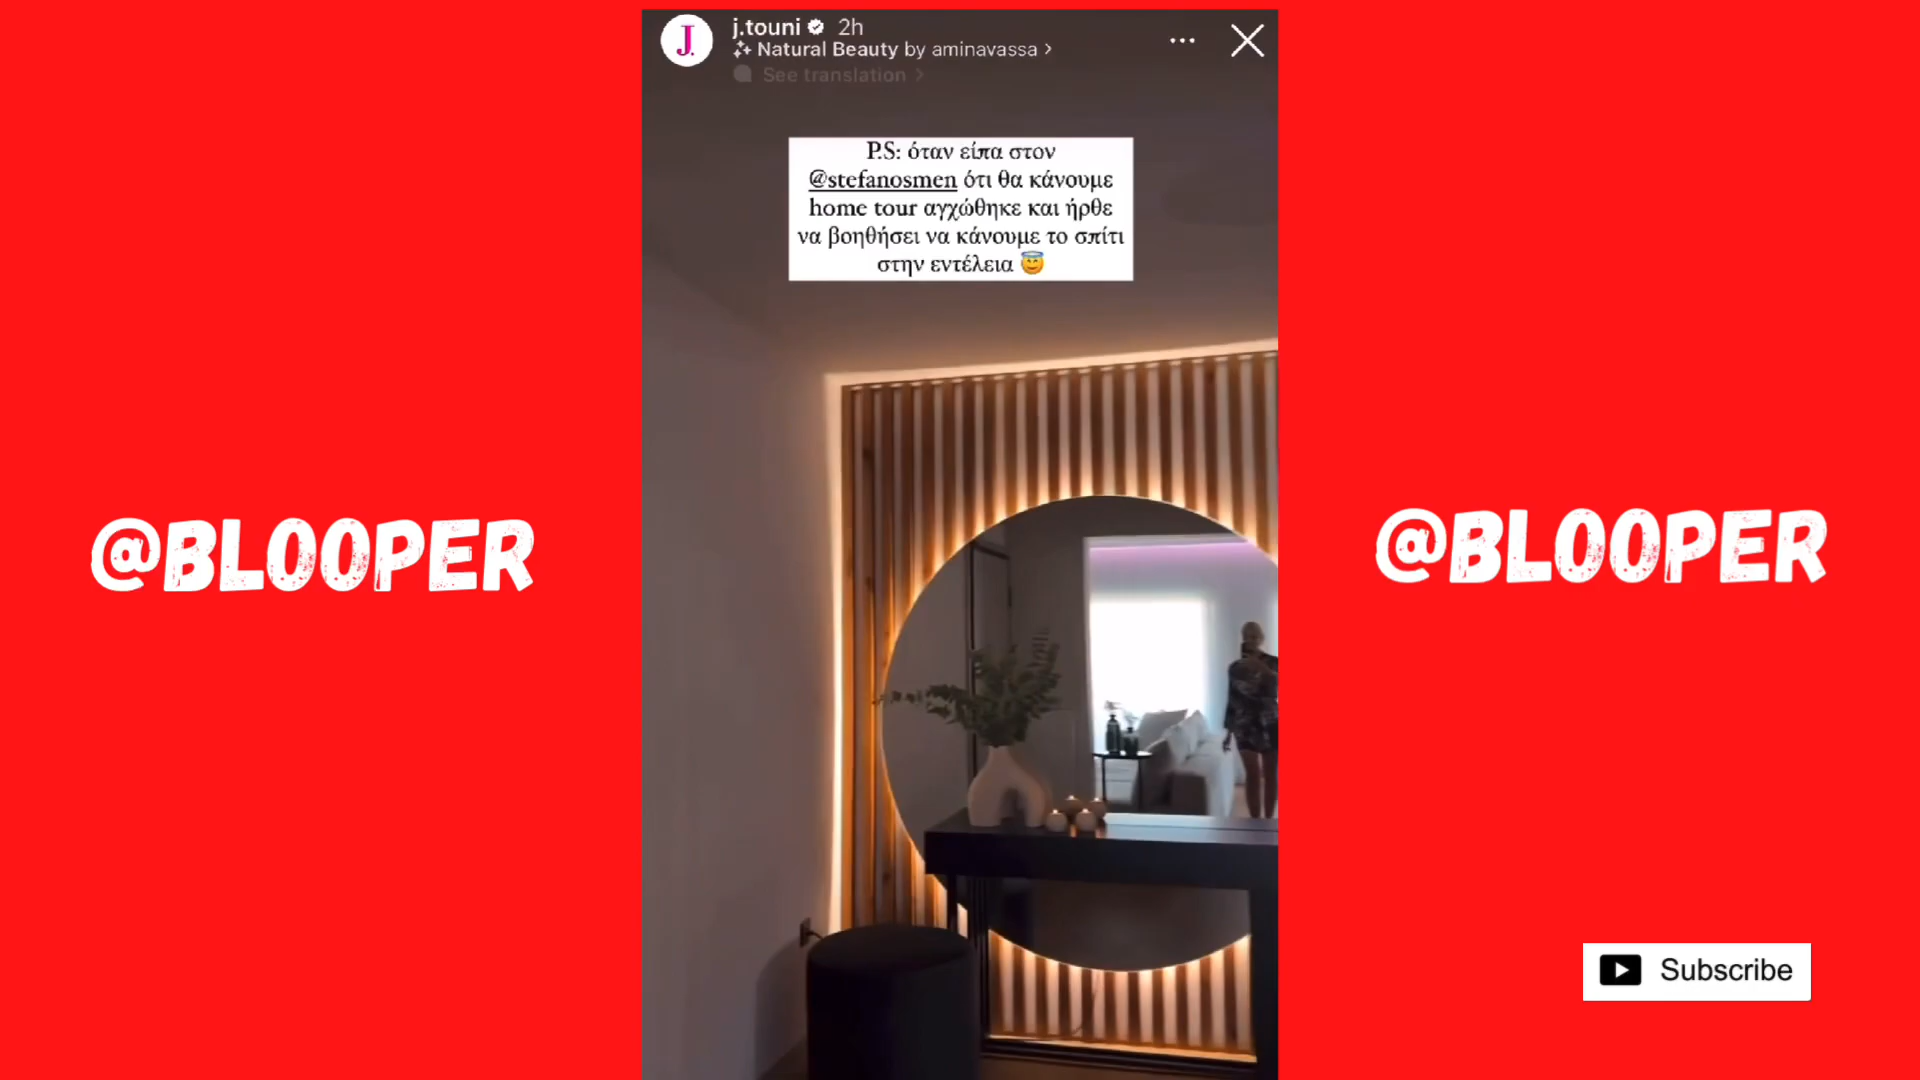 J.
j.touni 2h
Natural Beauty by aminavassa >
See translation >
P.S: όταν είπα στον
@stefanosmen ότι θα κάνουμε
home tour αγχώθηκε και ήρθε
να βοηθήσει να κάνουμε το σπίτι
στην εντέλεια 😇
@BLOOPER
@BLOOPER
Subscribe